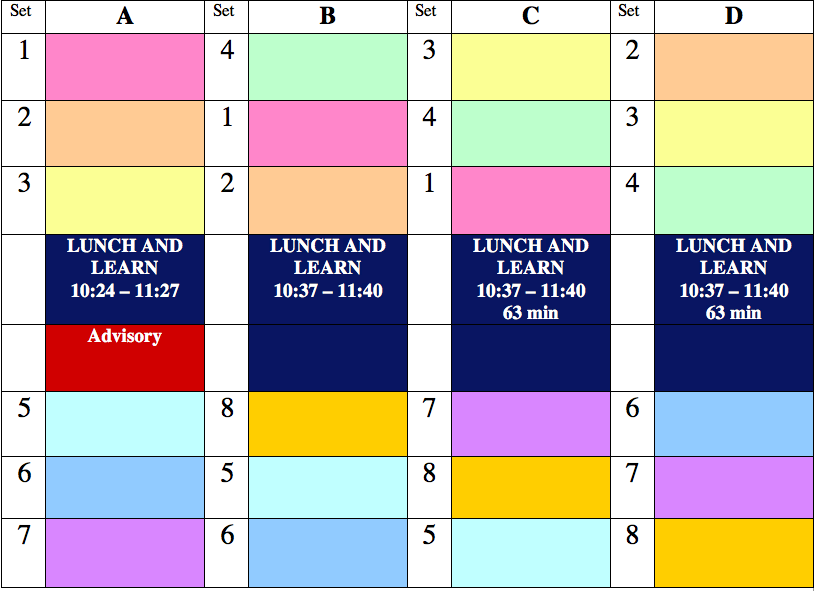 Set A Set B Set C Set D
1 4 3 2
2 1 4 3
3 2 1 4
LUNCH AND LUNCH AND LUNCH AND LUNCH AND
LEARN LEARN LEARN LEARN
10:24 – 11:27 10:37 – 11:40 10:37 – 11:40 10:37 – 11:40
63 min 63 min
Advisory
5 8 7 6
6 5 8 7
7 6 5 8